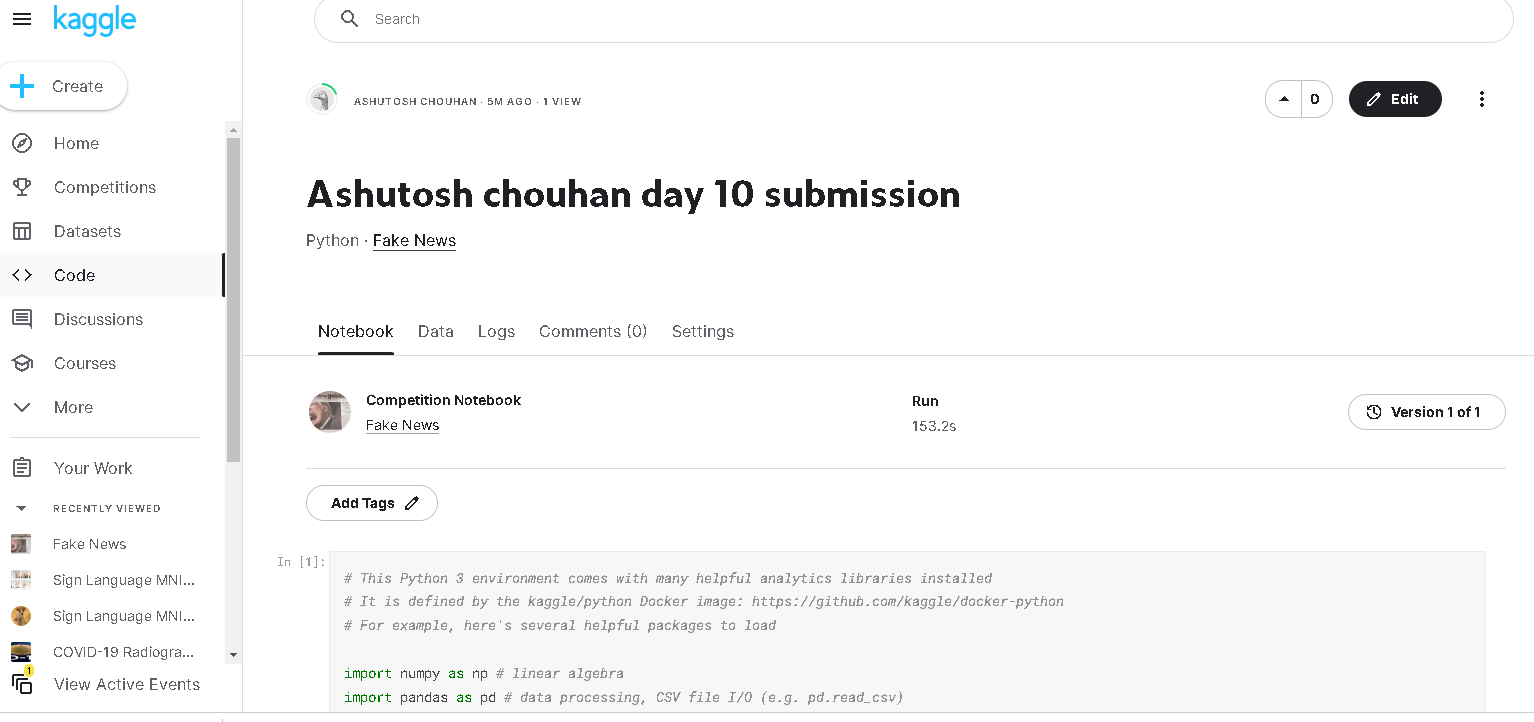 kaggle
Search
Create
Home
Competitions
Datasets
Code
Discussions
Courses
More
Your Work
RECENTLY VIEWED
Fake News
Sign Language MNI...
Sign Language MNI...
COVID-19 Radiogra...
1
View Active Events
ASHUTOSH CHOUHAN · 5M AGO · 1 VIEW
0
Edit
Ashutosh chouhan day 10 submission
Python · Fake News
Notebook Data Logs Comments (0) Settings
Competition Notebook
Fake News
Run
153.2s
Version 1 of 1
Add Tags
In [1]:
# This Python 3 environment comes with many helpful analytics libraries installed
# It is defined by the kaggle/python Docker image: https://github.com/kaggle/docker-python
# For example, here's several helpful packages to load
import numpy as np # linear algebra
import pandas as pd # data processing, CSV file I/O (e.g. pd.read_csv)